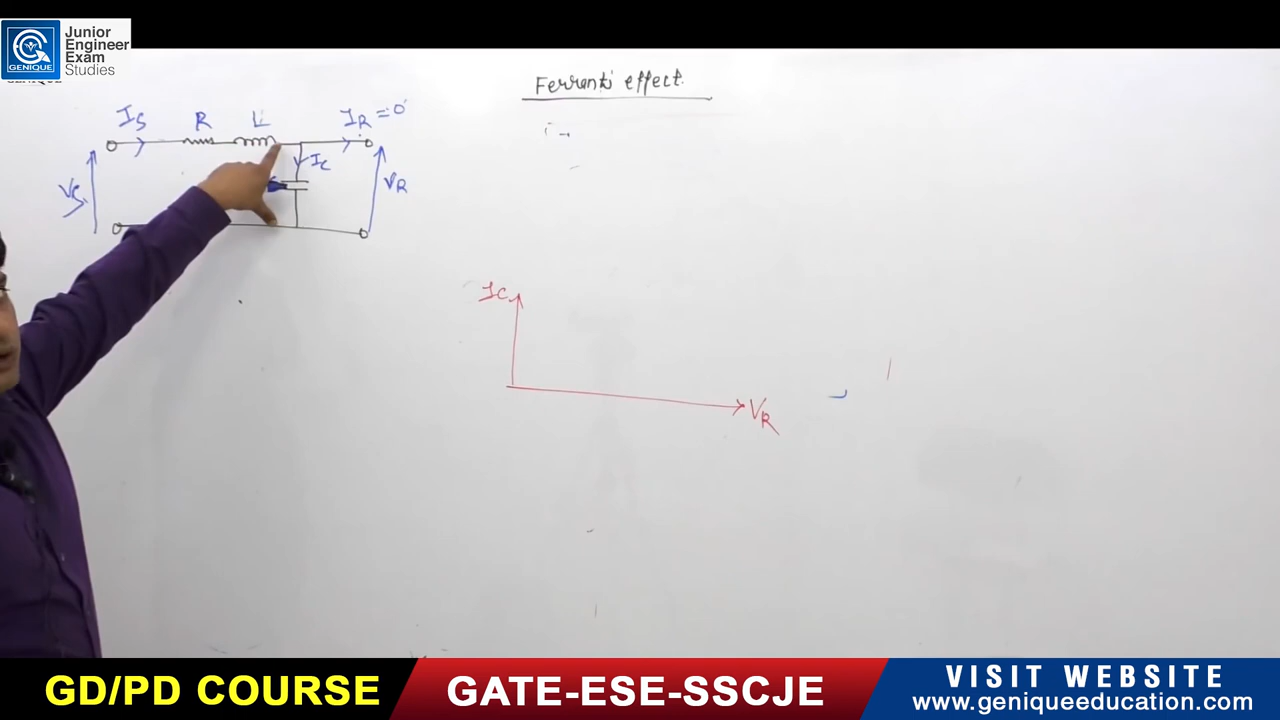 Junior
Engineer
Exam
Studies
GENIQUE
Ferranti effect.
IS R L IR = 0
IC
VS VR
IC
VR
GD/PD COURSE
GATE-ESE-SSCJE
VISIT WEBSITE
www.geniqueeducation.com